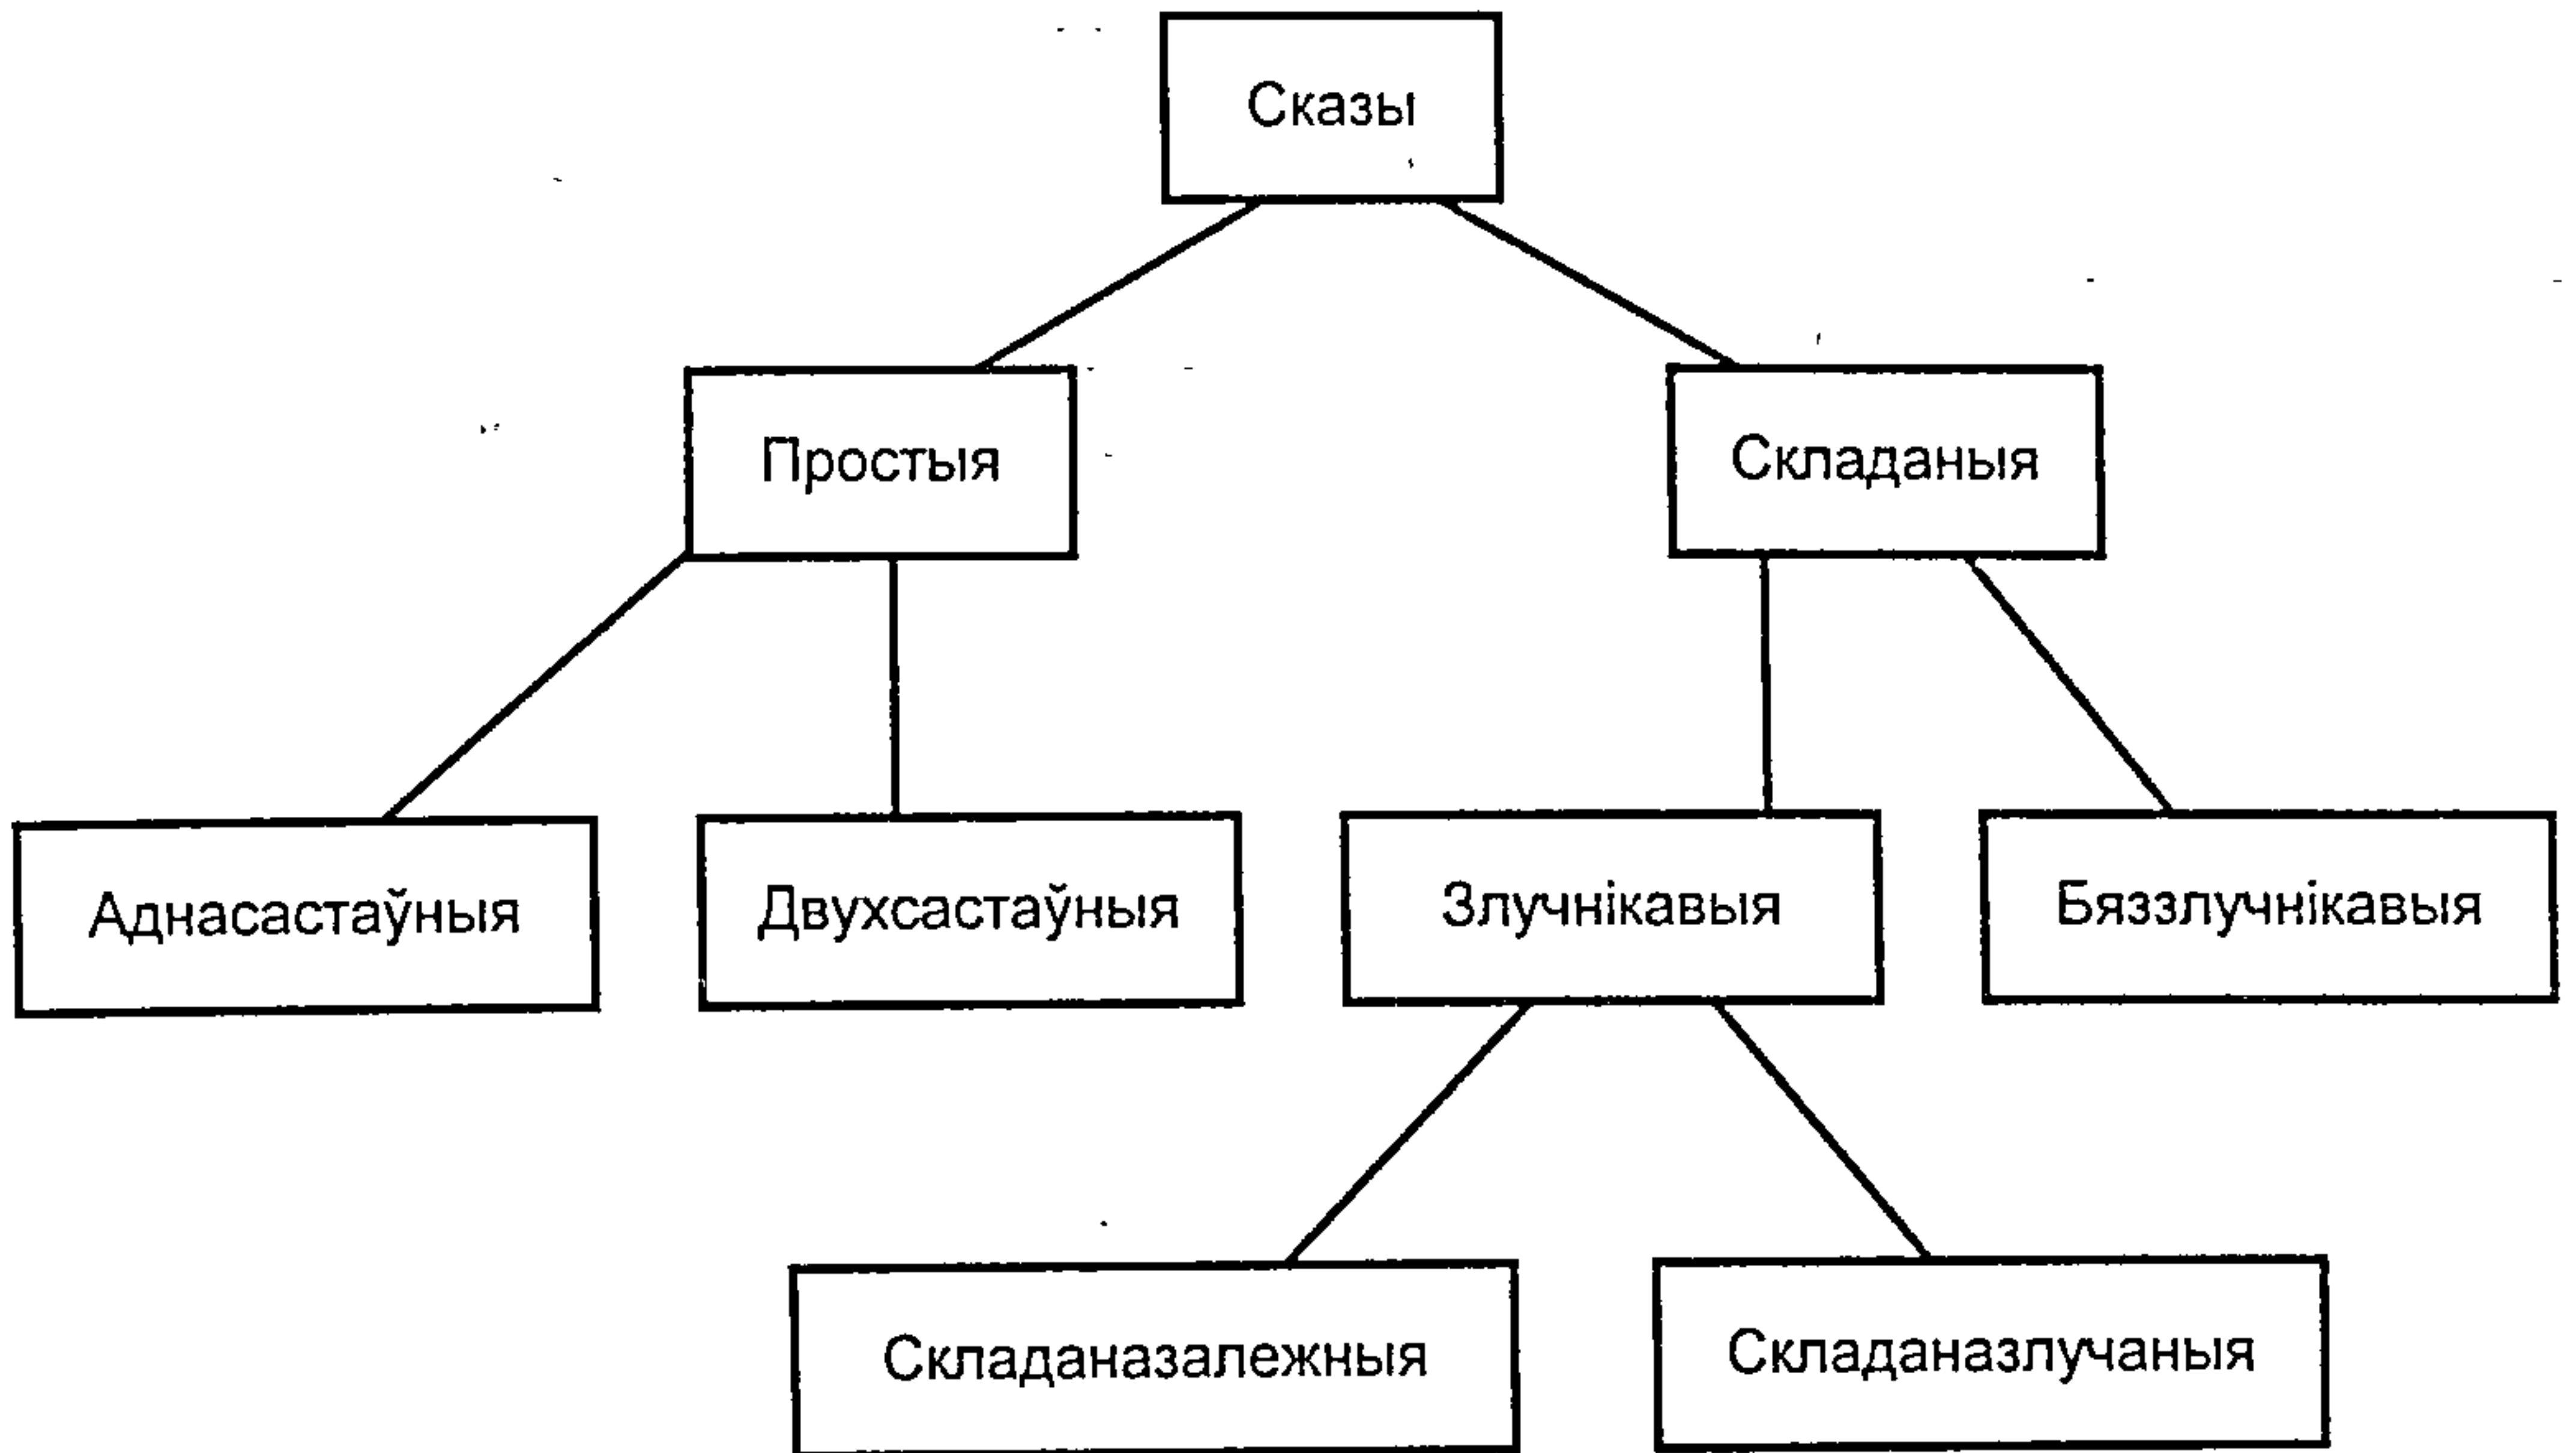 Сказы
Простыя
Складаныя
Аднасастаўныя
Двухсастаўныя
Злучнікавыя
Бяззлучнікавыя
Складаназалежныя
Складаназлучаныя